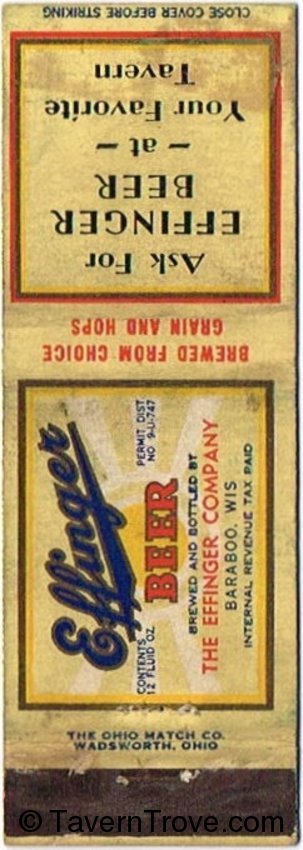 CLOSE COVER BEFORE STRIKING
Ask For
EFFINGER
BEER
- at -
Your Favorite
Tavern
BREWED FROM CHOICE
GRAIN AND HOPS
Effinger
BEER
CONTENTS
12 FLUID OZ
PERMIT DIST
NO 9-U-747
BREWED AND BOTTLED BY
THE EFFINGER COMPANY
BARABOO, WIS
INTERNAL REVENUE TAX PAID
THE OHIO MATCH CO.
WADSWORTH, OHIO
© TavernTrove.com